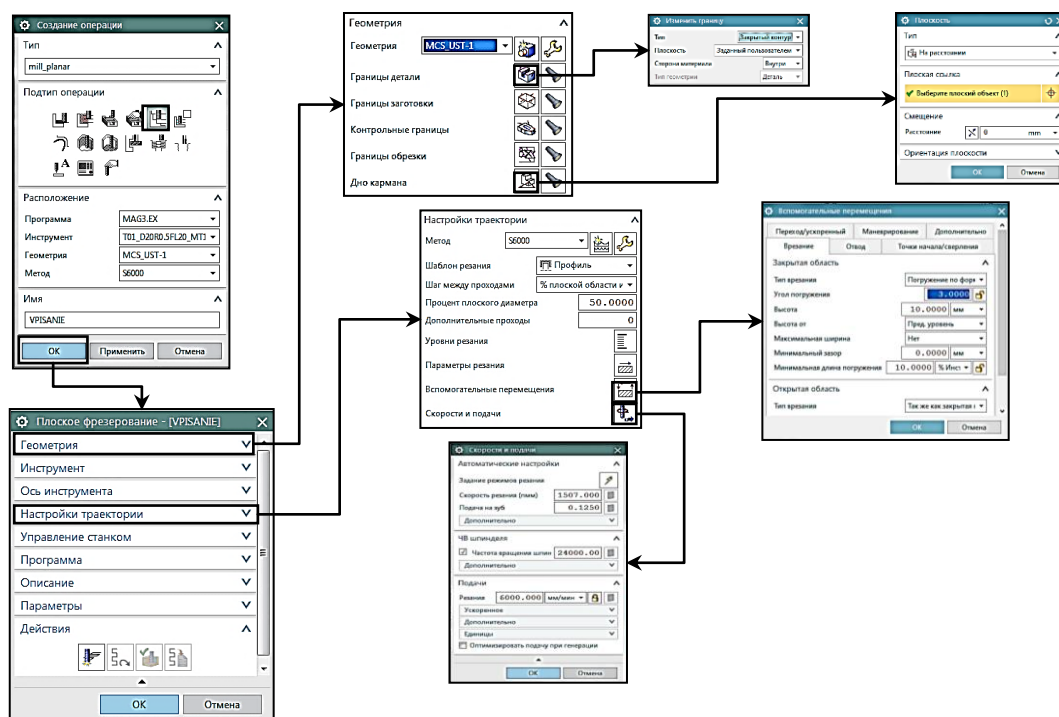 Создание операции
Тип
mill_planar
Подтип операции
Расположение
Программа MAG3.EX
Инструмент T01_D20R0.5FL20_MT1
Геометрия MCS_UST-1
Метод S6000
Имя
VPISANIE
OK Применить Отмена
Плоское фрезерование - [VPISANIE]
Геометрия
Инструмент
Ось инструмента
Настройки траектории
Управление станком
Программа
Описание
Параметры
Действия
OK Отмена
Геометрия
Геометрия MCS_UST-1
Границы детали
Границы заготовки
Контрольные границы
Границы обрезки
Дно кармана
Изменить границу
Тип Закрытый контур
Плоскость Заданный пользователем
Сторона материала Внутри
Тип геометрии Деталь
Плоскость
Тип
На расстоянии
Плоская ссылка
Выберите плоский объект (1)
Смещение
Расстояние 0 mm
Ориентация плоскости
OK Отмена
Настройки траектории
Метод S6000
Шаблон резания Профиль
Шаг между проходами % плоской области и
Процент плоского диаметра 50.0000
Дополнительные проходы 0
Уровни резания
Параметры резания
Вспомогательные перемещения
Скорости и подачи
Вспомогательные перемещения
Переход/ускоренный Маневрирование Дополнительно
Врезание Отвод Точки начала/сверления
Закрытая область
Тип врезания Погружение по форм
Угол погружения 3.0000
Высота 10.0000 мм
Высота от Пред. уровень
Максимальная ширина Нет
Минимальный зазор 0.0000 мм
Минимальная длина погружения 10.0000 % Инст
Открытая область
Тип врезания Так же как закрытая
OK Отмена
Скорости и подачи
Автоматические настройки
Задание режимов резания
Скорость резания (пмм) 1507.000
Подача на зуб 0.1250
Дополнительно
ЧВ шпинделя
Частота вращения шпин 24000.00
Дополнительно
Подачи
Резания 6000.000 мм/мин
Ускоренное
Дополнительно
Единицы
Оптимизировать подачу при генерации
OK Отмена